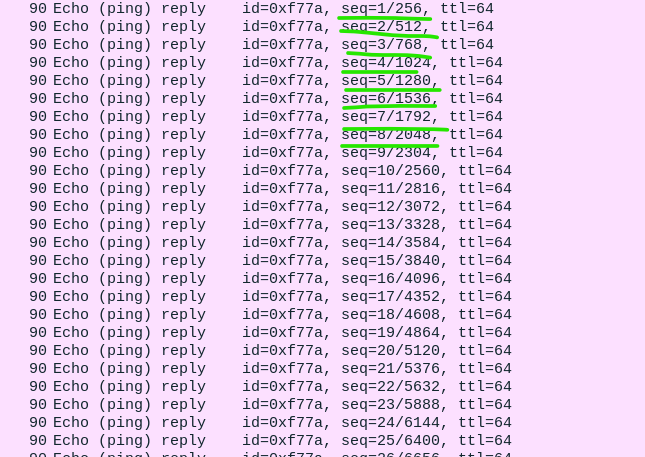 90 Echo (ping) reply id=0xf77a, seq=1/256, ttl=64
90 Echo (ping) reply id=0xf77a, seq=2/512, ttl=64
90 Echo (ping) reply id=0xf77a, seq=3/768, ttl=64
90 Echo (ping) reply id=0xf77a, seq=4/1024, ttl=64
90 Echo (ping) reply id=0xf77a, seq=5/1280, ttl=64
90 Echo (ping) reply id=0xf77a, seq=6/1536, ttl=64
90 Echo (ping) reply id=0xf77a, seq=7/1792, ttl=64
90 Echo (ping) reply id=0xf77a, seq=8/2048, ttl=64
90 Echo (ping) reply id=0xf77a, seq=9/2304, ttl=64
90 Echo (ping) reply id=0xf77a, seq=10/2560, ttl=64
90 Echo (ping) reply id=0xf77a, seq=11/2816, ttl=64
90 Echo (ping) reply id=0xf77a, seq=12/3072, ttl=64
90 Echo (ping) reply id=0xf77a, seq=13/3328, ttl=64
90 Echo (ping) reply id=0xf77a, seq=14/3584, ttl=64
90 Echo (ping) reply id=0xf77a, seq=15/3840, ttl=64
90 Echo (ping) reply id=0xf77a, seq=16/4096, ttl=64
90 Echo (ping) reply id=0xf77a, seq=17/4352, ttl=64
90 Echo (ping) reply id=0xf77a, seq=18/4608, ttl=64
90 Echo (ping) reply id=0xf77a, seq=19/4864, ttl=64
90 Echo (ping) reply id=0xf77a, seq=20/5120, ttl=64
90 Echo (ping) reply id=0xf77a, seq=21/5376, ttl=64
90 Echo (ping) reply id=0xf77a, seq=22/5632, ttl=64
90 Echo (ping) reply id=0xf77a, seq=23/5888, ttl=64
90 Echo (ping) reply id=0xf77a, seq=24/6144, ttl=64
90 Echo (ping) reply id=0xf77a, seq=25/6400, ttl=64
90 Echo (ping) reply id=0xf77a, seq=26/6656, ttl=64